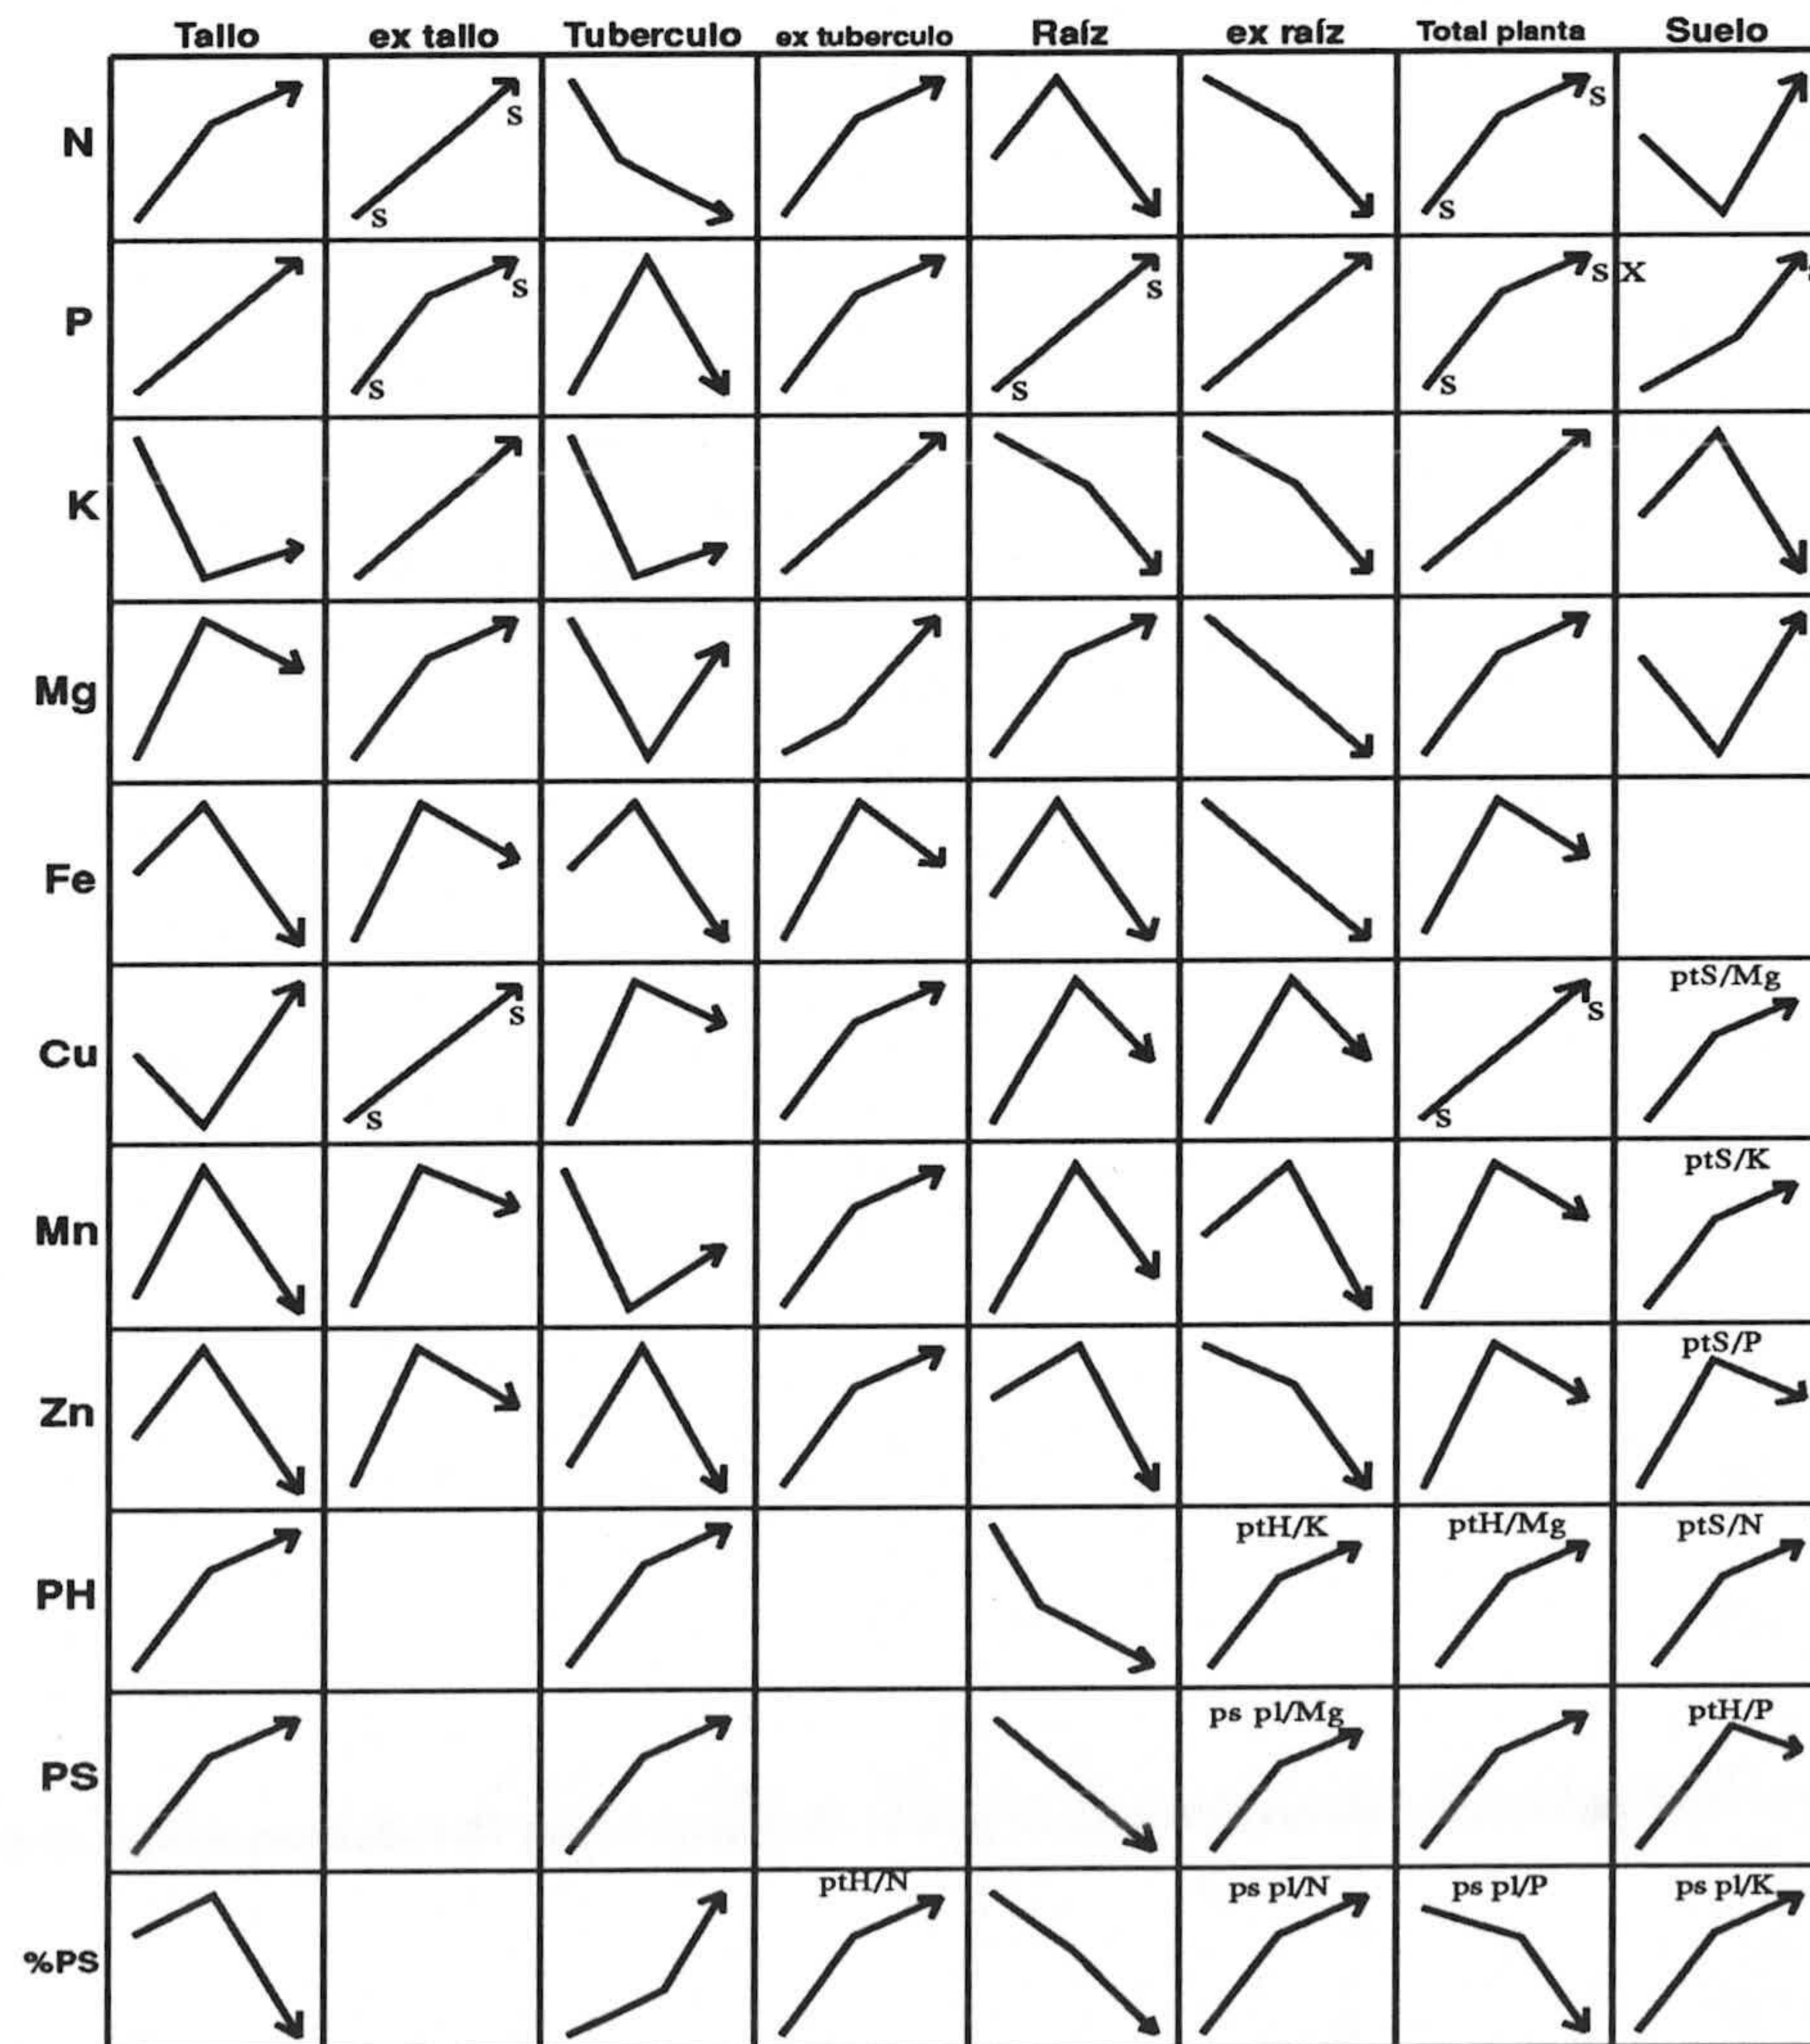 Tallo ex tallo Tuberculo ex tuberculo Raíz ex raíz Total planta Suelo
N s s s s
P s s s s s s x
K
Mg
Fe
Cu s s s s ptS/Mg
Mn ptS/K
Zn ptS/P
PH ptH/K ptH/Mg ptS/N
PS ps pl/Mg ptH/P
%PS ptH/N ps pl/N ps pl/P ps pl/K